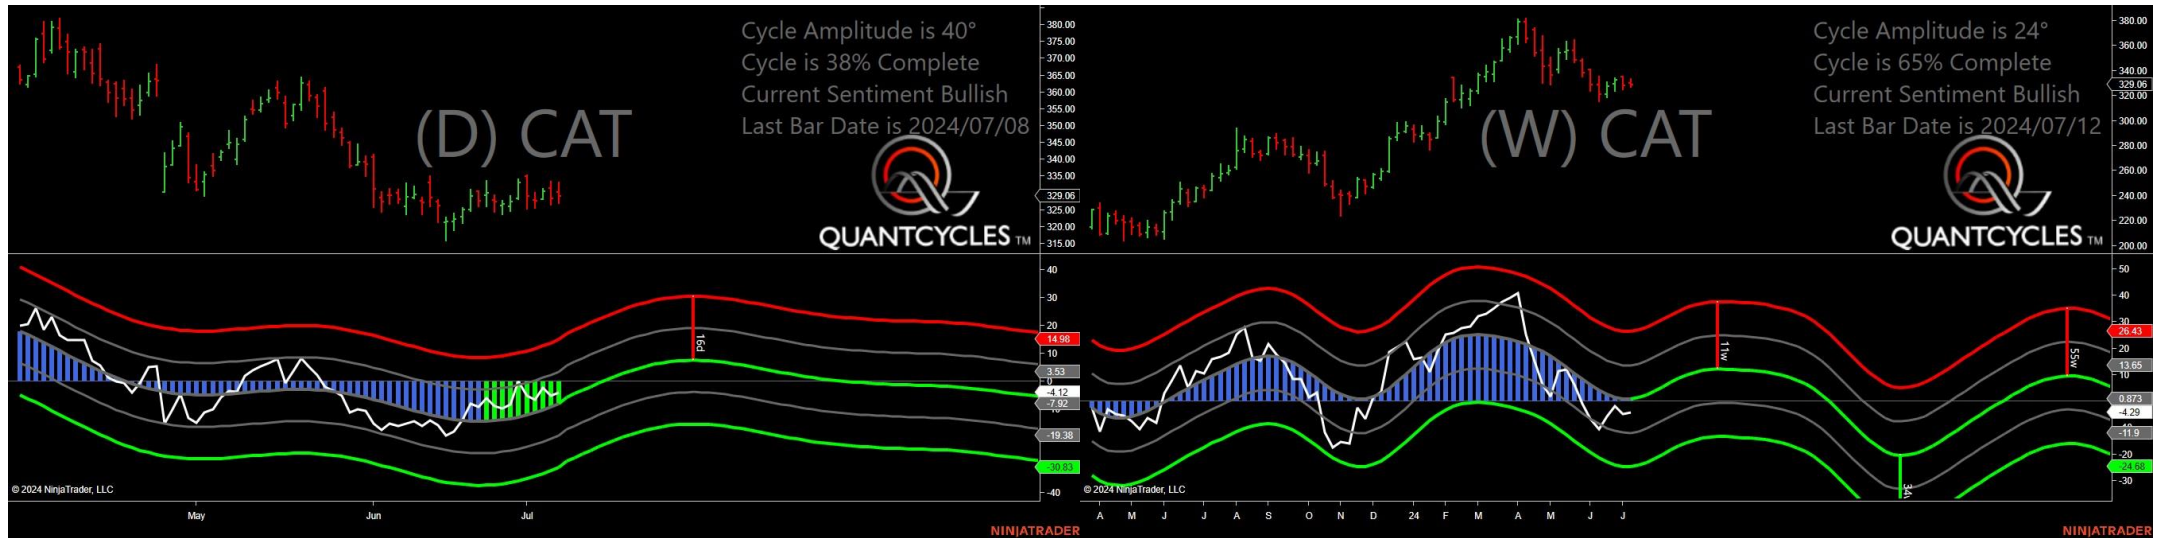 Cycle Amplitude is 40°
Cycle is 38% Complete
Current Sentiment Bullish
Last Bar Date is 2024/07/08
(D) CAT
QUANTCYCLES TM
380.00
375.00
370.00
365.00
360.00
355.00
350.00
345.00
340.00
335.00
329.06
325.00
320.00
315.00
40
30
20
14.98
10
3.53
0
-4.12
-7.92
-19.38
-30.83
-40
16d
© 2024 NinjaTrader, LLC
May
Jun
Jul
NINJATRADER
Cycle Amplitude is 24°
Cycle is 65% Complete
Current Sentiment Bullish
Last Bar Date is 2024/07/12
(W) CAT
QUANTCYCLES TM
380.00
360.00
340.00
329.06
320.00
300.00
280.00
260.00
240.00
220.00
200.00
50
40
30
26.43
20
13.65
10
0.873
-4.29
-11.9
-20
-24.68
-30
11w
55w
© 2024 NinjaTrader, LLC
A M J J A S O N D 24 F M A M J J
NINJATRADER